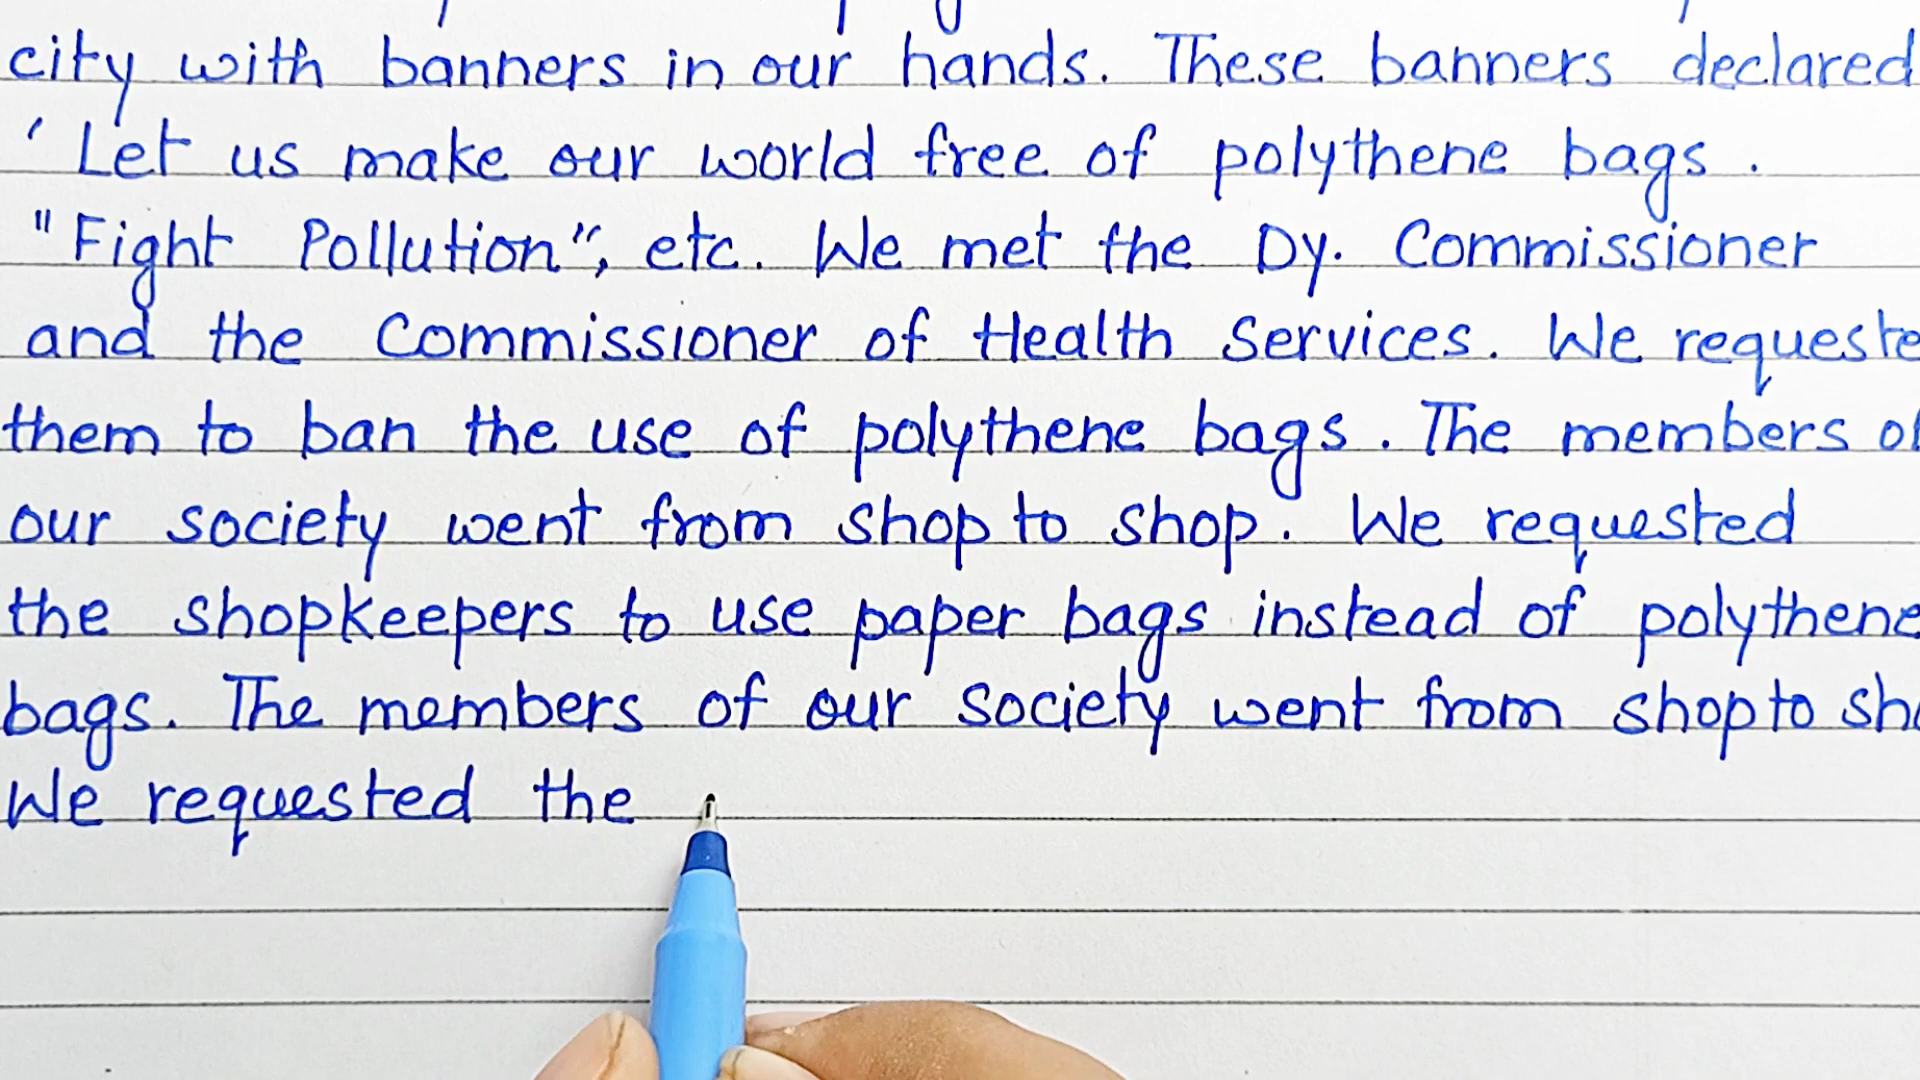 city with banners in our hands. These banners declared
'Let us make our world free of polythene bags.
"Fight Pollution", etc. We met the Dy. Commissioner
and the Commissioner of Health Services. We requeste
them to ban the use of polythene bags. The members of
our society went from shop to shop. We requested
the shopkeepers to use paper bags instead of polythene
bags. The members of our society went from shop to sho
We requested the